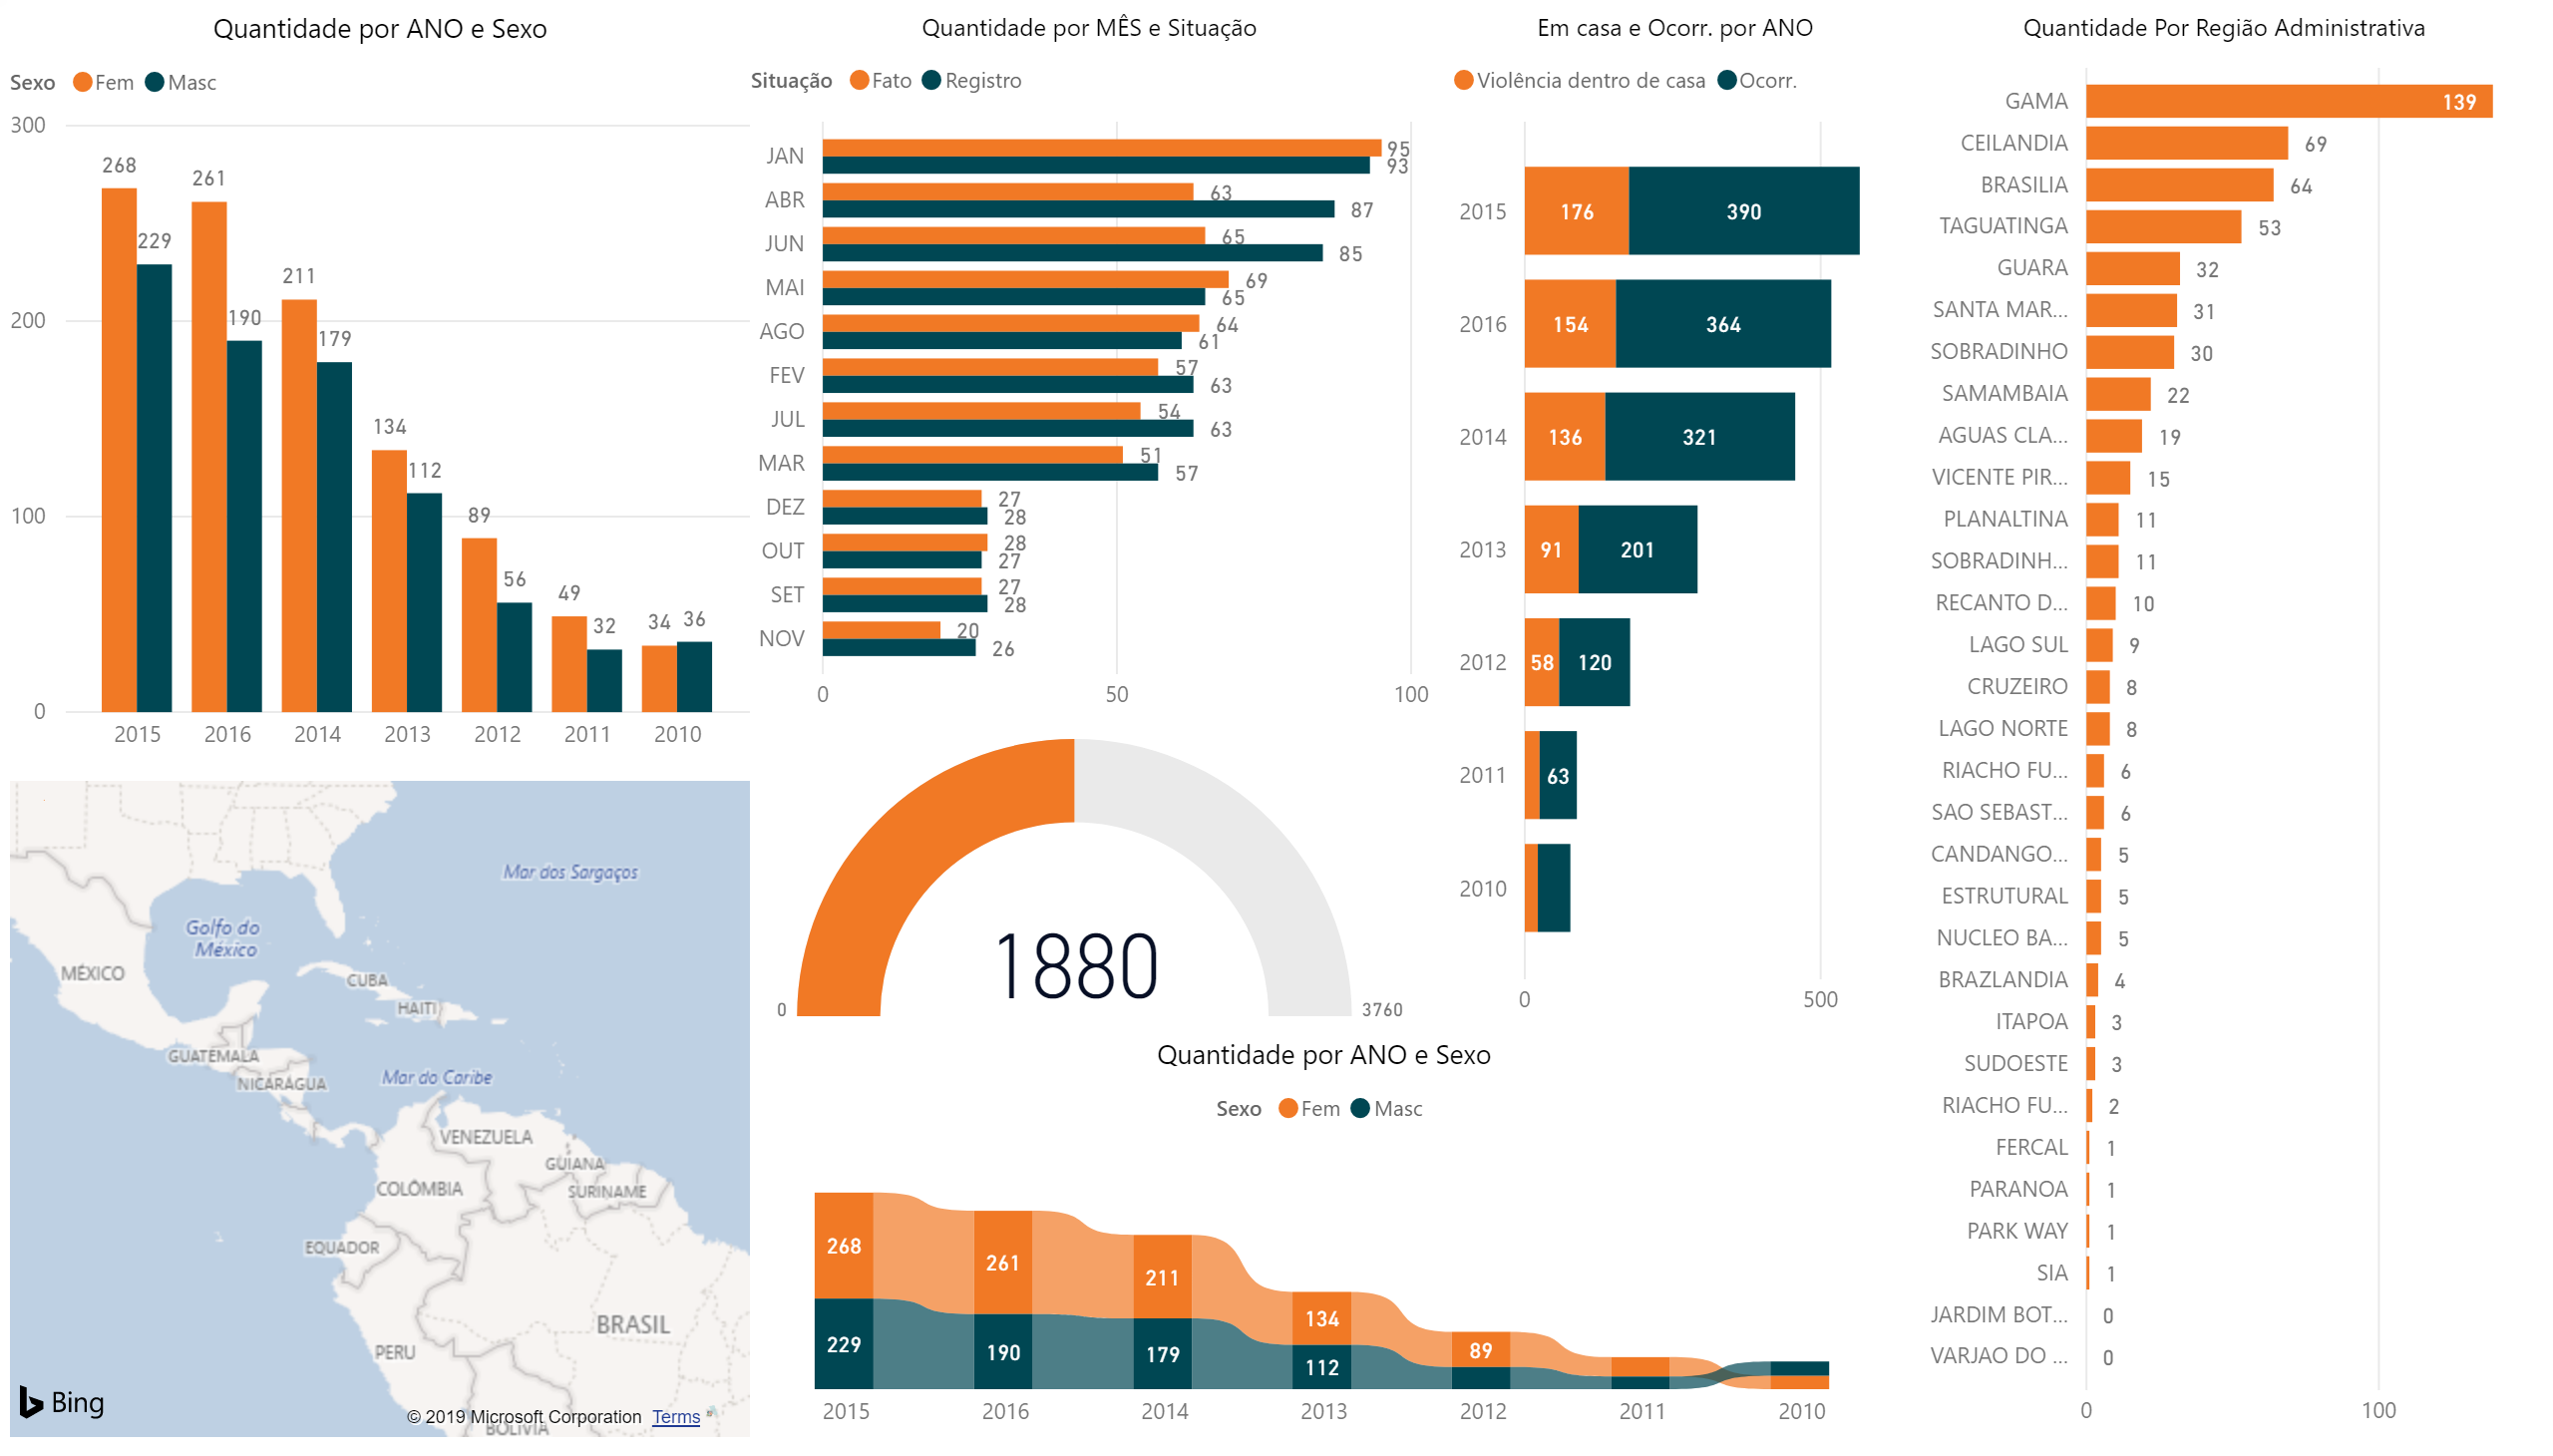 Quantidade por ANO e Sexo
Sexo Fem Masc
300
200
100
0
268
229
261
190
211
179
134
112
89
56
49
32
34
36
2015 2016 2014 2013 2012 2011 2010
Quantidade por MÊS e Situação
Situação Fato Registro
JAN 95
93
ABR 63
87
JUN 65
85
MAI 69
65
AGO 64
61
FEV 57
63
JUL 54
63
MAR 51
57
DEZ 27
28
OUT 28
27
SET 27
28
NOV 20
26
0 50 100
Em casa e Ocorr. por ANO
Violência dentro de casa Ocorr.
2015 176 390
2016 154 364
2014 136 321
2013 91 201
2012 58 120
2011 63
2010
0 500
Quantidade Por Região Administrativa
GAMA 139
CEILANDIA 69
BRASILIA 64
TAGUATINGA 53
GUARA 32
SANTA MAR... 31
SOBRADINHO 30
SAMAMBAIA 22
AGUAS CLA... 19
VICENTE PIR... 15
PLANALTINA 11
SOBRADINH... 11
RECANTO D... 10
LAGO SUL 9
CRUZEIRO 8
LAGO NORTE 8
RIACHO FU... 6
SAO SEBAST... 6
CANDANGO... 5
ESTRUTURAL 5
NUCLEO BA... 5
BRAZLANDIA 4
ITAPOA 3
SUDOESTE 3
RIACHO FU... 2
FERCAL 1
PARANOA 1
PARK WAY 1
SIA 1
JARDIM BOT... 0
VARJAO DO ... 0
0 100
Mar dos Sargaços
Golfo do
México
MÉXICO
CUBA
HAITI
GUATEMALA
NICARÁGUA
Mar do Caribe
VENEZUELA
GUIANA
SURINAME
COLÔMBIA
EQUADOR
BRASIL
PERU
BOLÍVIA
Bing
© 2019 Microsoft Corporation Terms
1880
0 3760
Quantidade por ANO e Sexo
Sexo Fem Masc
268
229
261
190
211
179
134
112
89
2015 2016 2014 2013 2012 2011 2010